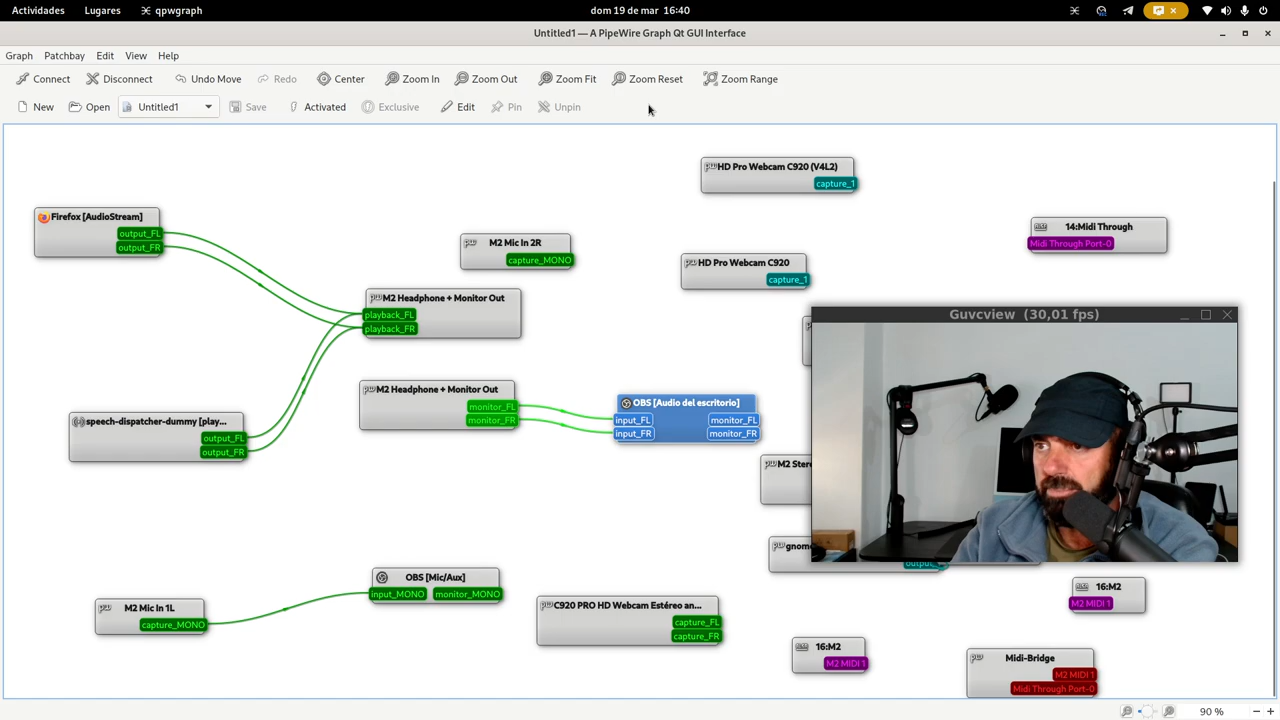 Actividades Lugares qpwgraph dom 19 de mar 16:40
Untitled1 — A PipeWire Graph Qt GUI Interface
Graph Patchbay Edit View Help
Connect Disconnect Undo Move Redo Center Zoom In Zoom Out Zoom Fit Zoom Reset Zoom Range
New Open Untitled1 Save Activated Exclusive Edit Pin Unpin
HD Pro Webcam C920 (V4L2)
capture_1
Firefox [AudioStream]
output_FL
output_FR
M2 Mic In 2R
capture_MONO
14:Midi Through
Midi Through Port-0
HD Pro Webcam C920
capture_1
M2 Headphone + Monitor Out
playback_FL
playback_FR
Guvcview (30,01 fps)
M2 Headphone + Monitor Out
monitor_FL
monitor_FR
OBS [Audio del escritorio]
input_FL monitor_FL
input_FR monitor_FR
speech-dispatcher-dummy [play...
output_FL
output_FR
M2 Stere
gnome
OBS [Mic/Aux]
input_MONO monitor_MONO
M2 Mic In 1L
capture_MONO
C920 PRO HD Webcam Estéreo an...
capture_FL
capture_FR
16:M2
M2 MIDI 1
16:M2
M2 MIDI 1
Midi-Bridge
M2 MIDI 1
Midi Through Port-0
90 %